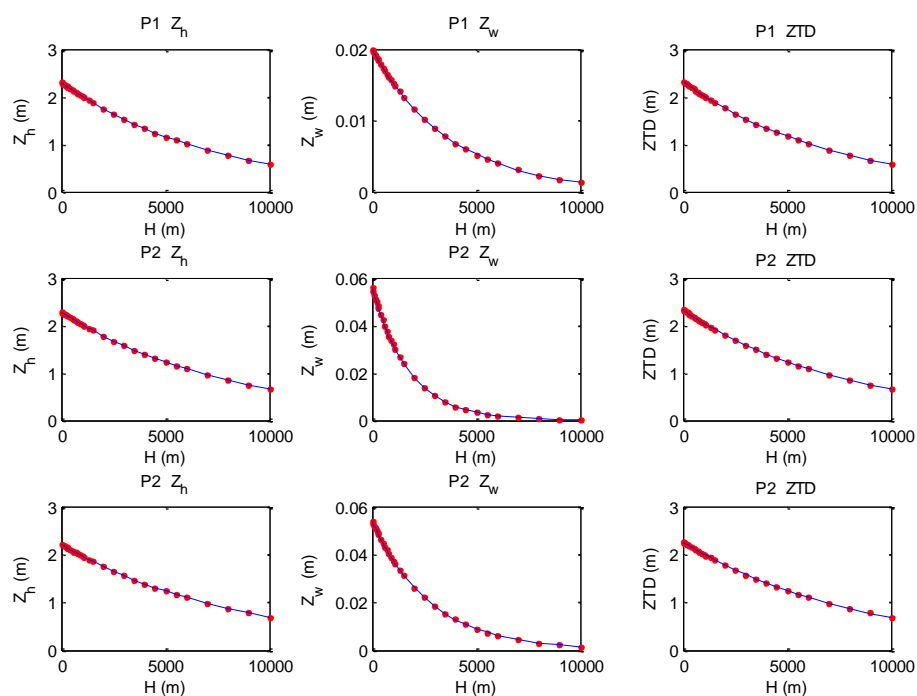 P1 Z_h
P1 Z_w
P1 ZTD
3
2
1
0
Z_h (m)
0 5000 10000
H (m)
0.02
0.01
0
Z_w (m)
0 5000 10000
H (m)
3
2
1
0
ZTD (m)
0 5000 10000
H (m)
P2 Z_h
P2 Z_w
P2 ZTD
3
2
1
0
Z_h (m)
0 5000 10000
H (m)
0.06
0.04
0.02
0
Z_w (m)
0 5000 10000
H (m)
3
2
1
0
ZTD (m)
0 5000 10000
H (m)
P2 Z_h
P2 Z_w
P2 ZTD
3
2
1
0
Z_h (m)
0 5000 10000
H (m)
0.06
0.04
0.02
0
Z_w (m)
0 5000 10000
H (m)
3
2
1
0
ZTD (m)
0 5000 10000
H (m)